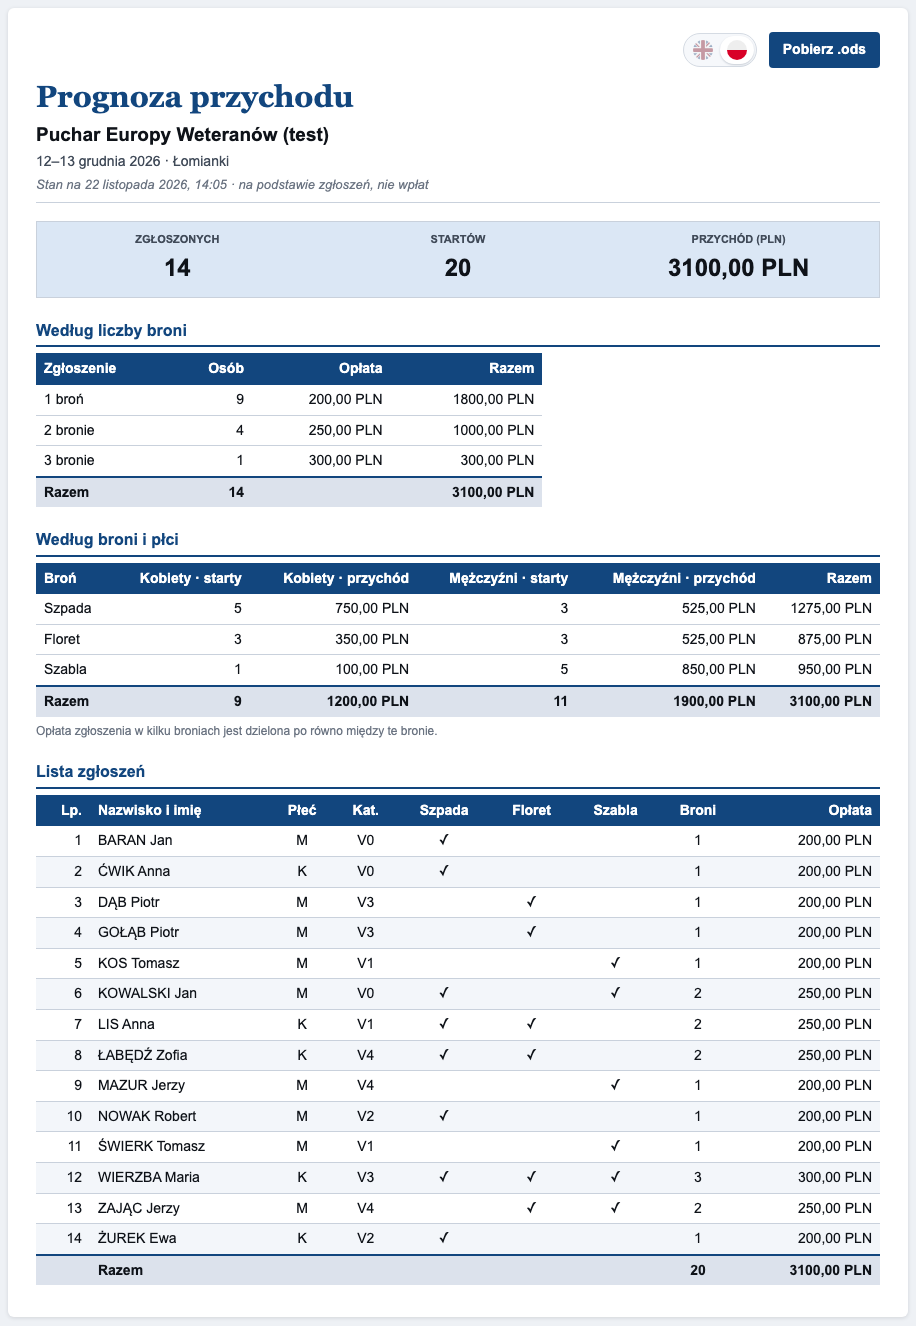 Pobierz .ods
Prognoza przychodu
Puchar Europy Weteranów (test)
12–13 grudnia 2026 · Łomianki
Stan na 22 listopada 2026, 14:05 · na podstawie zgłoszeń, nie wpłat
ZGŁOSZONYCH STARTÓW PRZYCHÓD (PLN)
14 20 3100,00 PLN
Według liczby broni
Zgłoszenie Osób Opłata Razem
1 broń 9 200,00 PLN 1800,00 PLN
2 bronie 4 250,00 PLN 1000,00 PLN
3 bronie 1 300,00 PLN 300,00 PLN
Razem 14 3100,00 PLN
Według broni i płci
Broń Kobiety · starty Kobiety · przychód Mężczyźni · starty Mężczyźni · przychód Razem
Szpada 5 750,00 PLN 3 525,00 PLN 1275,00 PLN
Floret 3 350,00 PLN 3 525,00 PLN 875,00 PLN
Szabla 1 100,00 PLN 5 850,00 PLN 950,00 PLN
Razem 9 1200,00 PLN 11 1900,00 PLN 3100,00 PLN
Opłata zgłoszenia w kilku broniach jest dzielona po równo między te bronie.
Lista zgłoszeń
Lp. Nazwisko i imię Płeć Kat. Szpada Floret Szabla Broni Opłata
1 BARAN Jan M V0 ✓ 1 200,00 PLN
2 ĆWIK Anna K V0 ✓ 1 200,00 PLN
3 DĄB Piotr M V3 ✓ 1 200,00 PLN
4 GOŁĄB Piotr M V3 ✓ 1 200,00 PLN
5 KOS Tomasz M V1 ✓ 1 200,00 PLN
6 KOWALSKI Jan M V0 ✓ ✓ 2 250,00 PLN
7 LIS Anna K V1 ✓ ✓ 2 250,00 PLN
8 ŁABĘDŹ Zofia K V4 ✓ ✓ 2 250,00 PLN
9 MAZUR Jerzy M V4 ✓ 1 200,00 PLN
10 NOWAK Robert M V2 ✓ 1 200,00 PLN
11 ŚWIERK Tomasz M V1 ✓ 1 200,00 PLN
12 WIERZBA Maria K V3 ✓ ✓ ✓ 3 300,00 PLN
13 ZAJĄC Jerzy M V4 ✓ ✓ 2 250,00 PLN
14 ŻUREK Ewa K V2 ✓ 1 200,00 PLN
Razem 20 3100,00 PLN